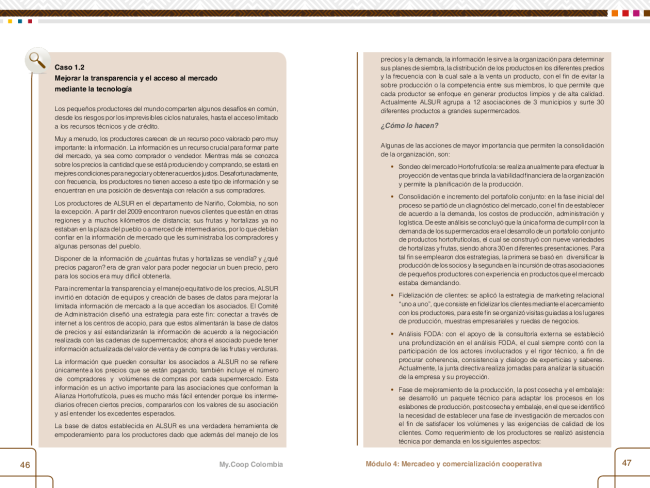 Caso 1.2
Mejorar la transparencia y el acceso al mercado
mediante la tecnología
Los pequeños productores del mundo comparten algunos desafíos en común,
desde los riesgos por los imprevisibles ciclos naturales, hasta el acceso limitado
a los recursos técnicos y de crédito.
Muy a menudo, los productores carecen de un recurso poco valorado pero muy
importante: la información. La información es un recurso crucial para formar parte
del mercado, ya sea como comprador o vendedor. Mientras más se conozca
sobre precios la cantidad que se está produciendo y comprando, se estará en
mejores condiciones para negociar y obtener acuerdos justos. Desafortunadamente,
con frecuencia, los productores no tienen acceso a este tipo de información y se
encuentran en una posición de desventaja con relación a sus compradores.
Los productores de ALSUR en el departamento de Nariño, Colombia, no son
la excepción. A partir del 2009 encontraron nuevos clientes que están en otras
regiones y a muchos kilómetros de distancia; sus frutas y hortalizas ya no
estaban en la plaza del pueblo o a merced de intermediarios, por lo que debían
confiar en la información de mercado que les suministraba los compradores y
algunas personas del pueblo.
Disponer de la información de ¿cuántas frutas y hortalizas se vendía? y ¿qué
precios pagaron? era de gran valor para poder negociar un buen precio, pero
para los socios era muy difícil obtenerla.
Para incrementar la transparencia y el manejo equitativo de los precios, ALSUR
invirtió en dotación de equipos y creación de bases de datos para mejorar la
limitada información de mercado a la que accedían los asociados. El Comité
de Administración diseñó una estrategia para este fin: conectar a través de
internet a los centros de acopio, para que estos alimentarán la base de datos
de precios y así estandarizarán la información de acuerdo a la negociación
realizada con las cadenas de supermercados; ahora el asociado puede tener
información actualizada del valor de venta y de compra de las frutas y verduras.
La información que pueden consultar los asociados a ALSUR no se refiere
únicamente a los precios que se están pagando, también incluye el número
de compradores y volúmenes de compras por cada supermercado. Esta
información es un activo importante para las asociaciones que conforman la
Alianza Hortofrutícola, pues es mucho más fácil entender porque los interme-
diarios ofrecen ciertos precios, compararlos con los valores de su asociación
y así entender los excedentes esperados.
La base de datos establecida en ALSUR es una verdadera herramienta de
empoderamiento para los productores dado que además del manejo de los
46
My.Coop Colombia
precios y la demanda, la información le sirve a la organización para determinar
sus planes de siembra, la distribución de los productos en los diferentes predios
y la frecuencia con la cual sale a la venta un producto, con el fin de evitar la
sobre producción o la competencia entre sus miembros, lo que permite que
cada productor se enfoque en generar productos limpios y de alta calidad.
Actualmente ALSUR agrupa a 12 asociaciones de 3 municipios y surte 30
diferentes productos a grandes supermercados.
¿Cómo lo hacen?
Algunas de las acciones de mayor importancia que permiten la consolidación
de la organización, son:
• Sondeo del mercado Hortofrutícola: se realiza anualmente para efectuar la
proyección de ventas que brinda la viabilidad financiera de la organización
y permite la planificación de la producción.
• Consolidación e incremento del portafolio conjunto: en la fase inicial del
proceso se partió de un diagnóstico del mercado, con el fin de establecer
de acuerdo a la demanda, los costos de producción, administración y
logística. De este análisis se concluyó que la única forma de cumplir con la
demanda de los supermercados era el desarrollo de un portafolio conjunto
de productos hortofrutícolas, el cual se construyó con nueve variedades
de hortalizas y frutas, siendo ahora 30 en diferentes presentaciones. Para
tal fin se emplearon dos estrategias, la primera se basó en diversificar la
producción de los socios y la segunda en la incursión de otras asociaciones
de pequeños productores con experiencia en productos que el mercado
estaba demandando.
• Fidelización de clientes: se aplicó la estrategia de marketing relacional
"uno a uno", que consiste en fidelizar los clientes mediante el acercamiento
con los productores, para este fin se organizó visitas guiadas a los lugares
de producción, muestras empresariales y ruedas de negocios.
• Análisis FODA: con el apoyo de la consultoría externa se estableció
una profundización en el análisis FODA, el cual siempre contó con la
participación de los actores involucrados y el rigor técnico, a fin de
procurar coherencia, consistencia y dialogo de experticias y saberes.
Actualmente, la junta directiva realiza jornadas para analizar la situación
de la empresa y su proyección.
• Fase de mejoramiento de la producción, la post cosecha y el embalaje:
se desarrolló un paquete técnico para adaptar los procesos en los
eslabones de producción, post cosecha y embalaje, en el que se identificó
la necesidad de establecer una fase de investigación de mercados con
el fin de satisfacer los volúmenes y las exigencias de calidad de los
clientes. Como requerimiento de los productores se realizó asistencia
técnica por demanda en los siguientes aspectos:
Módulo 4: Mercadeo y comercialización cooperativa
47